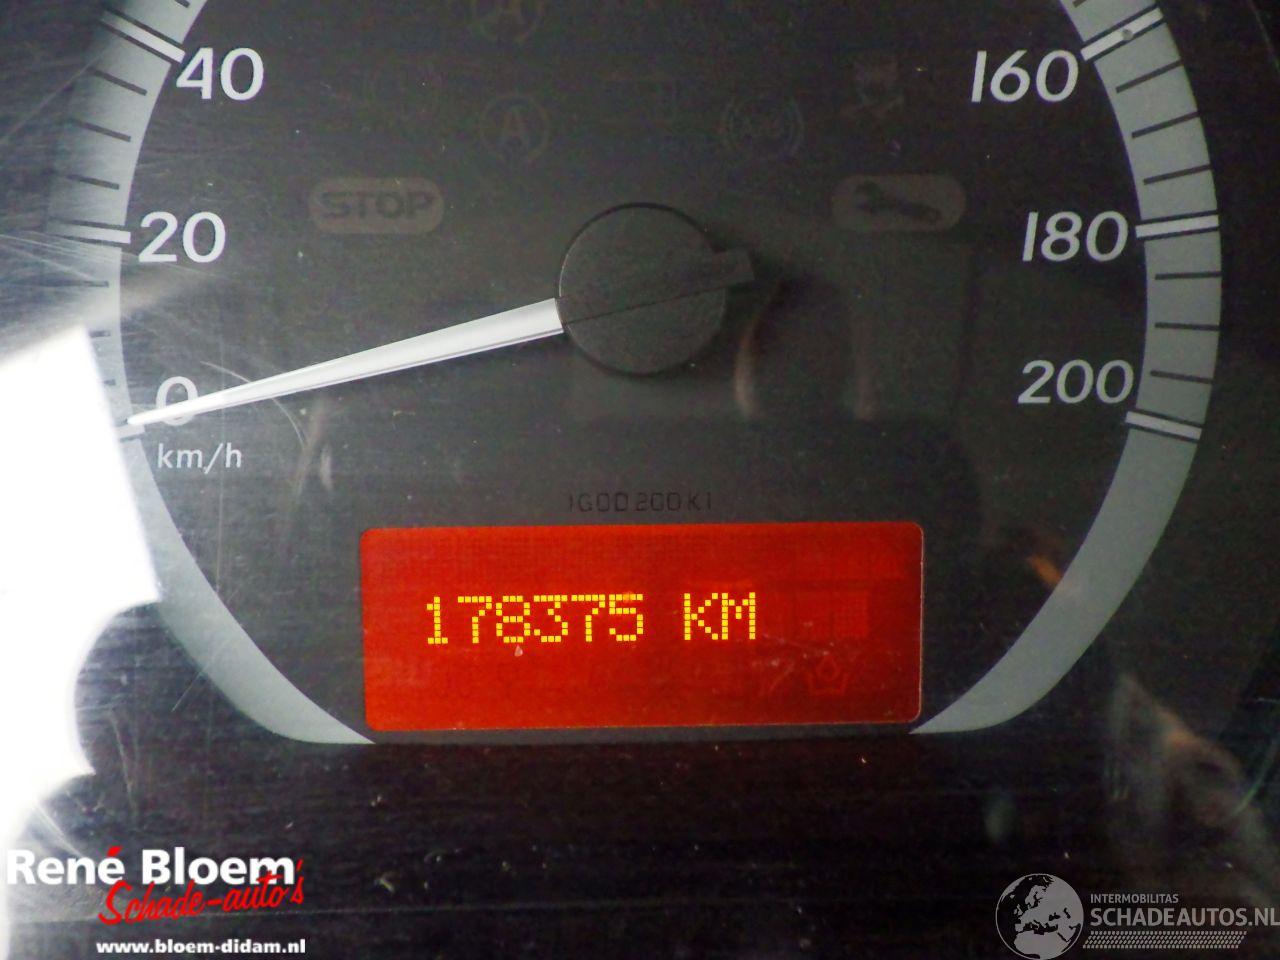 40
160
A
STOP
20
180
0
200
km/h
178375 KM
René Bloem
Schade-auto's
www.bloem-didam.nl
INTERMOBILITAS
SCHADEAUTOS.NL